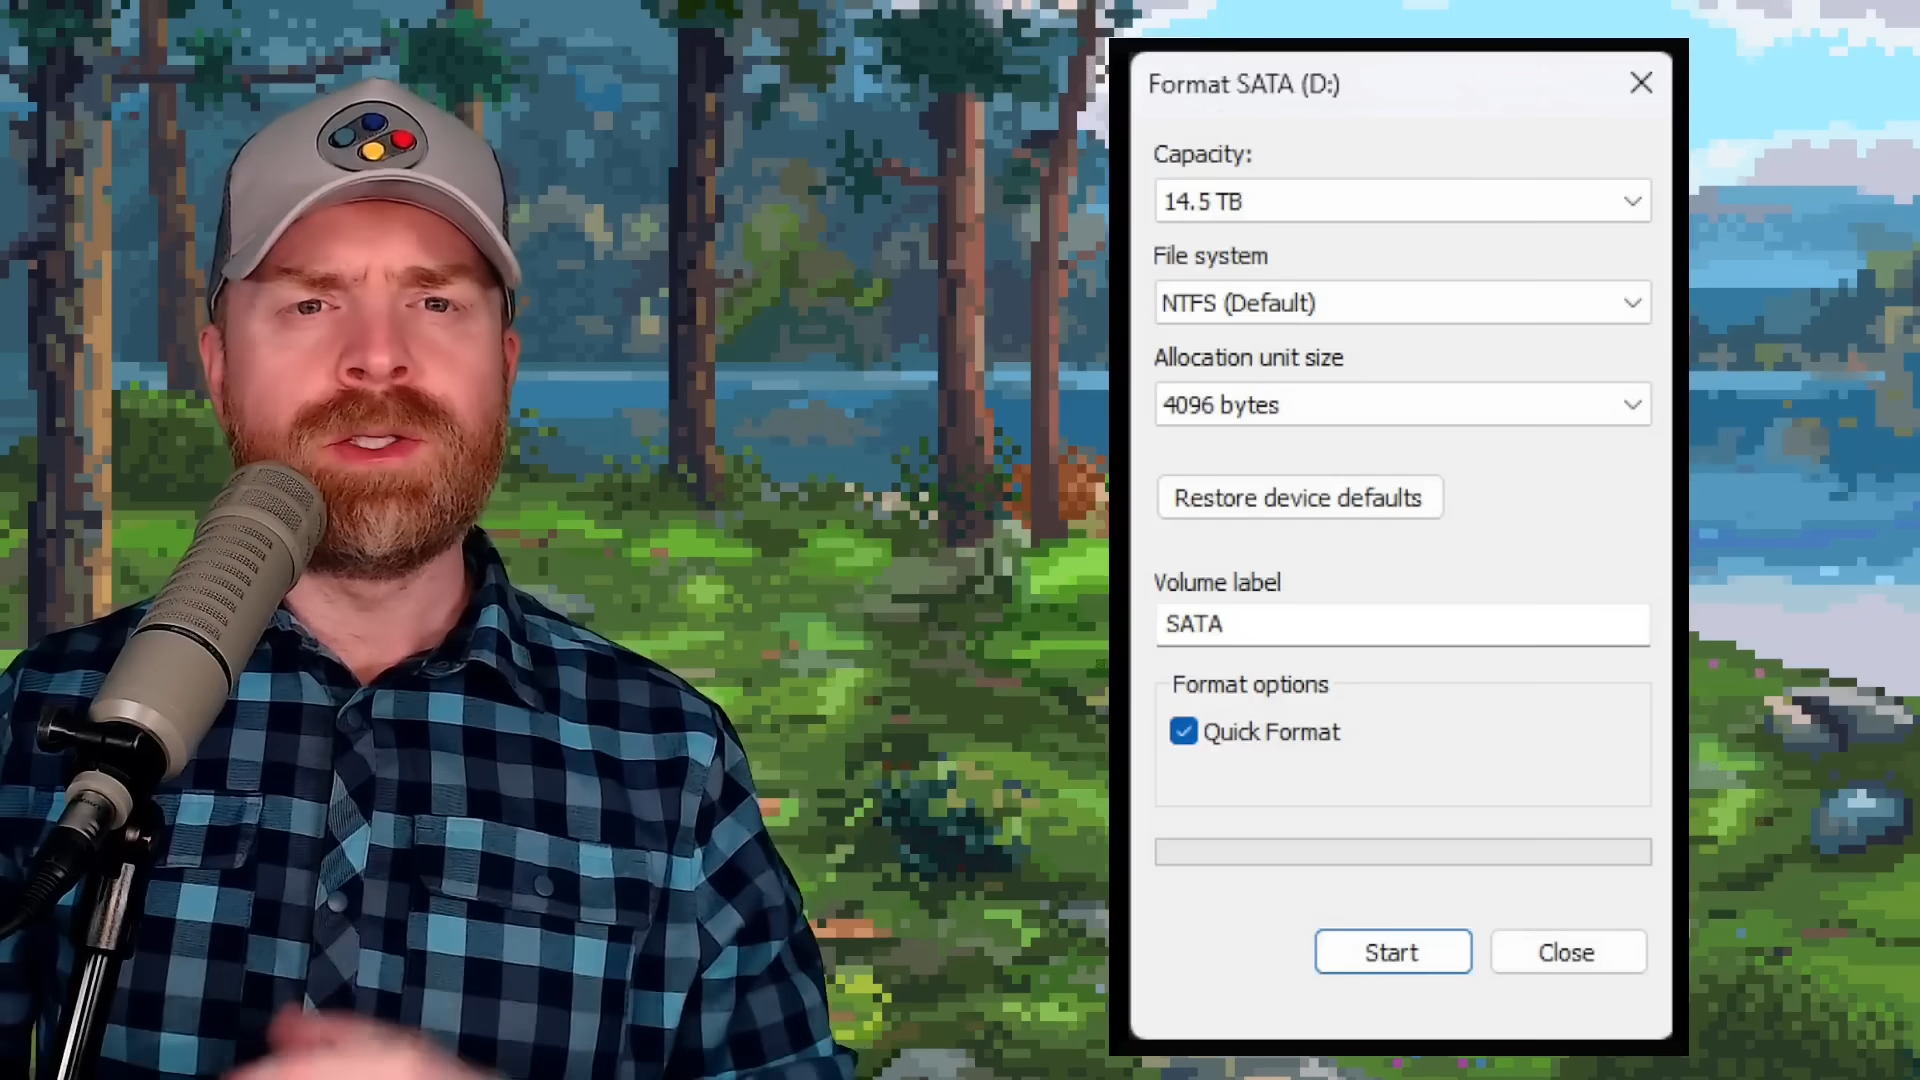 Format SATA (D:)
Capacity:
14.5 TB
File system
NTFS (Default)
Allocation unit size
4096 bytes
Restore device defaults
Volume label
SATA
Format options
Quick Format
Start
Close